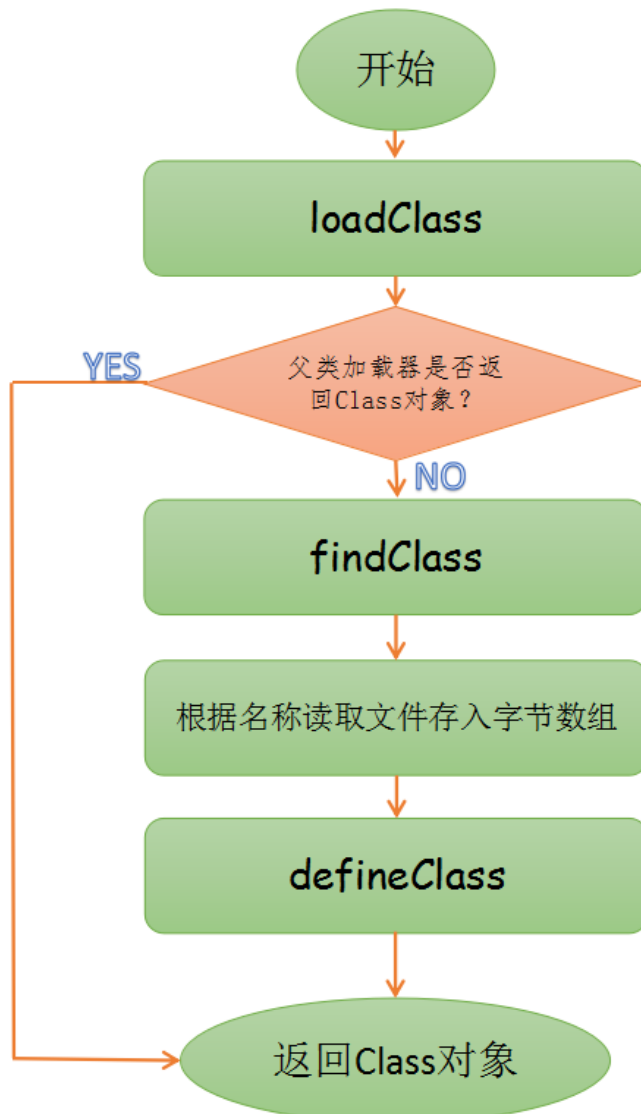 开始
loadClass
父类加载器是否返
回Class对象？
YES
NO
findClass
根据名称读取文件存入字节数组
defineClass
返回Class对象